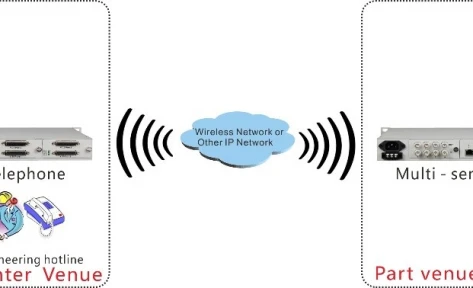 Wireless Network or
Other IP Network
elephone
Multi - ser
neering hotline
nter Venue
Part venue